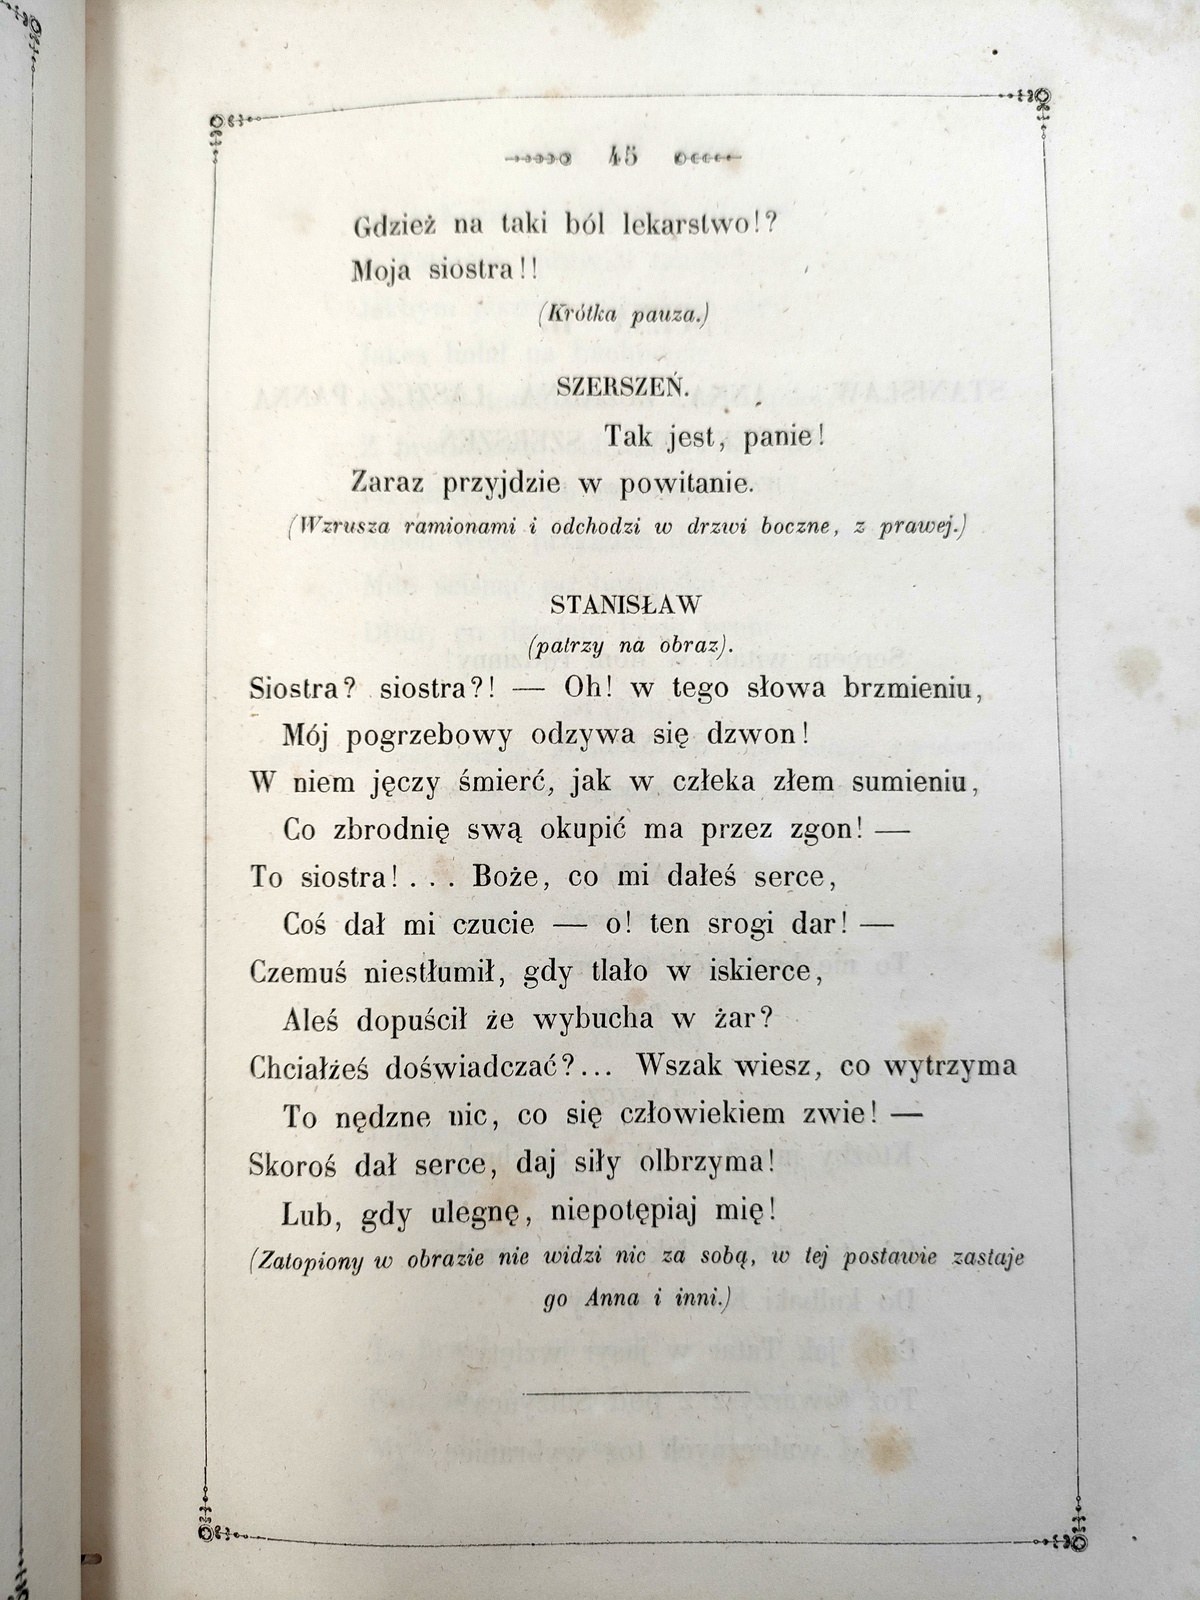 45
Gdzież na taki ból lekarstwo!?
Moja siostra!!
(Krótka pauza.)
SZERSZEŃ.
Tak jest, panie!
Zaraz przyjdzie w powitanie.
(Wzrusza ramionami i odchodzi w drzwi boczne, z prawej.)
STANISŁAW
(patrzy na obraz).
Siostra? siostra?! — Oh! w tego słowa brzmieniu,
Mój pogrzebowy odzywa się dzwon!
W niem jęczy śmierć, jak w człeka złem sumieniu,
Co zbrodnię swą okupić ma przez zgon! —
To siostra! . . . Boże, co mi dałeś serce,
Coś dał mi czucie — o! ten srogi dar! —
Czemuś niestłumił, gdy tlało w iskierce,
Aleś dopuścił że wybucha w żar?
Chciałżeś doświadczać?... Wszak wiesz, co wytrzyma
To nędzne nic, co się człowiekiem zwie! —
Skoroś dał serce, daj siły olbrzyma!
Lub, gdy ulegnę, niepotępiaj mię!
(Zatopiony w obrazie nie widzi nic za sobą, w tej postawie zastaje
go Anna i inni.)